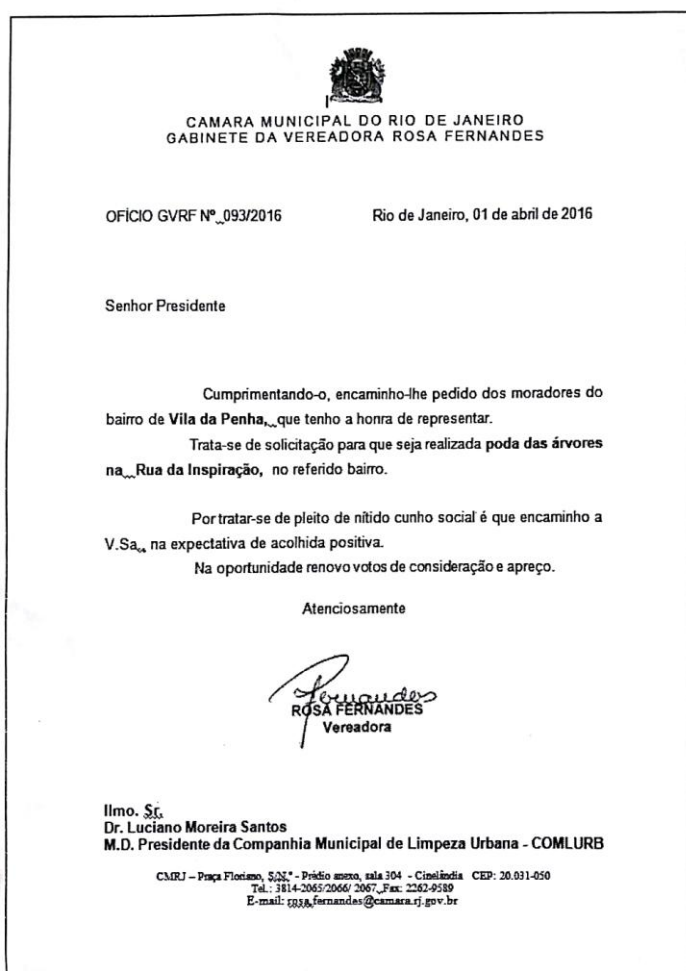 CAMARA MUNICIPAL DO RIO DE JANEIRO
GABINETE DA VEREADORA ROSA FERNANDES
OFÍCIO GVRF Nº 093/2016 Rio de Janeiro, 01 de abril de 2016
Senhor Presidente
Cumprimentando-o, encaminho-lhe pedido dos moradores do
bairro de Vila da Penha, que tenho a honra de representar.
Trata-se de solicitação para que seja realizada poda das árvores
na Rua da Inspiração, no referido bairro.
Por tratar-se de pleito de nítido cunho social é que encaminho a
V.Sa., na expectativa de acolhida positiva.
Na oportunidade renovo votos de consideração e apreço.
Atenciosamente
Fernandes
ROSA FERNANDES
Vereadora
Ilmo. Sr.
Dr. Luciano Moreira Santos
M.D. Presidente da Companhia Municipal de Limpeza Urbana - COMLURB
CMRJ – Praça Floriano, S/N.º - Prédio anexo, sala 304 - Cinelândia CEP: 20.031-050
Tel.: 3814-2065/2066/ 2067 Fax: 2262-9589
E-mail: rosa.fernandes@camara.rj.gov.br